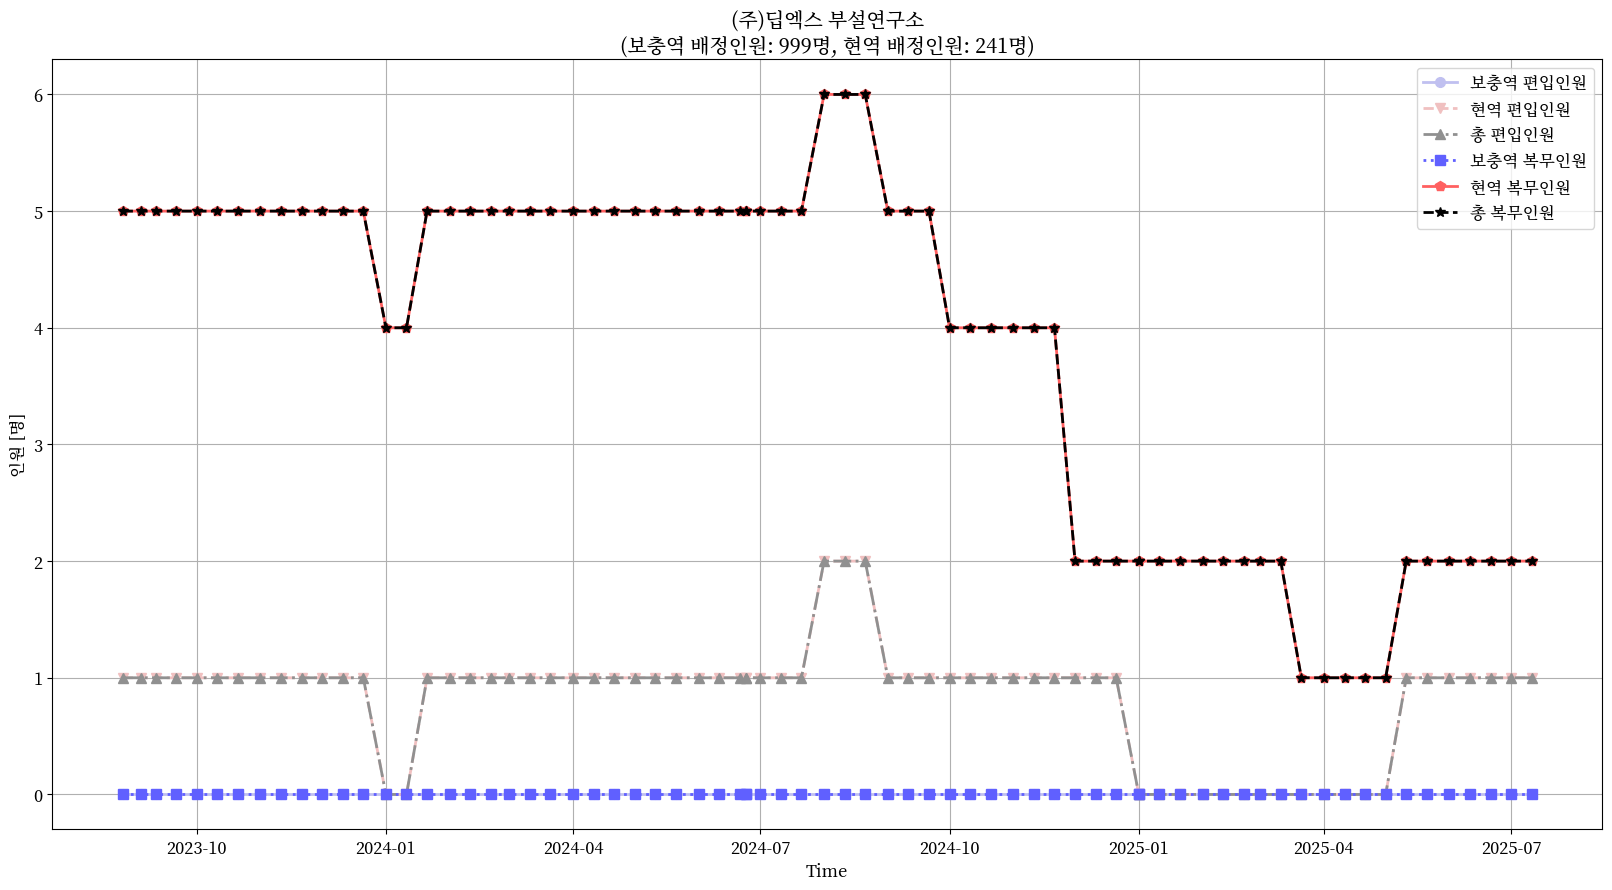 (주)딥엑스 부설연구소
(보충역 배정인원: 999명, 현역 배정인원: 241명)
보충역 편입인원
현역 편입인원
총 편입인원
보충역 복무인원
현역 복무인원
총 복무인원
6
5
4
3
2
1
0
인원 [명]
2023-10
2024-01
2024-04
2024-07
2024-10
2025-01
2025-04
2025-07
Time